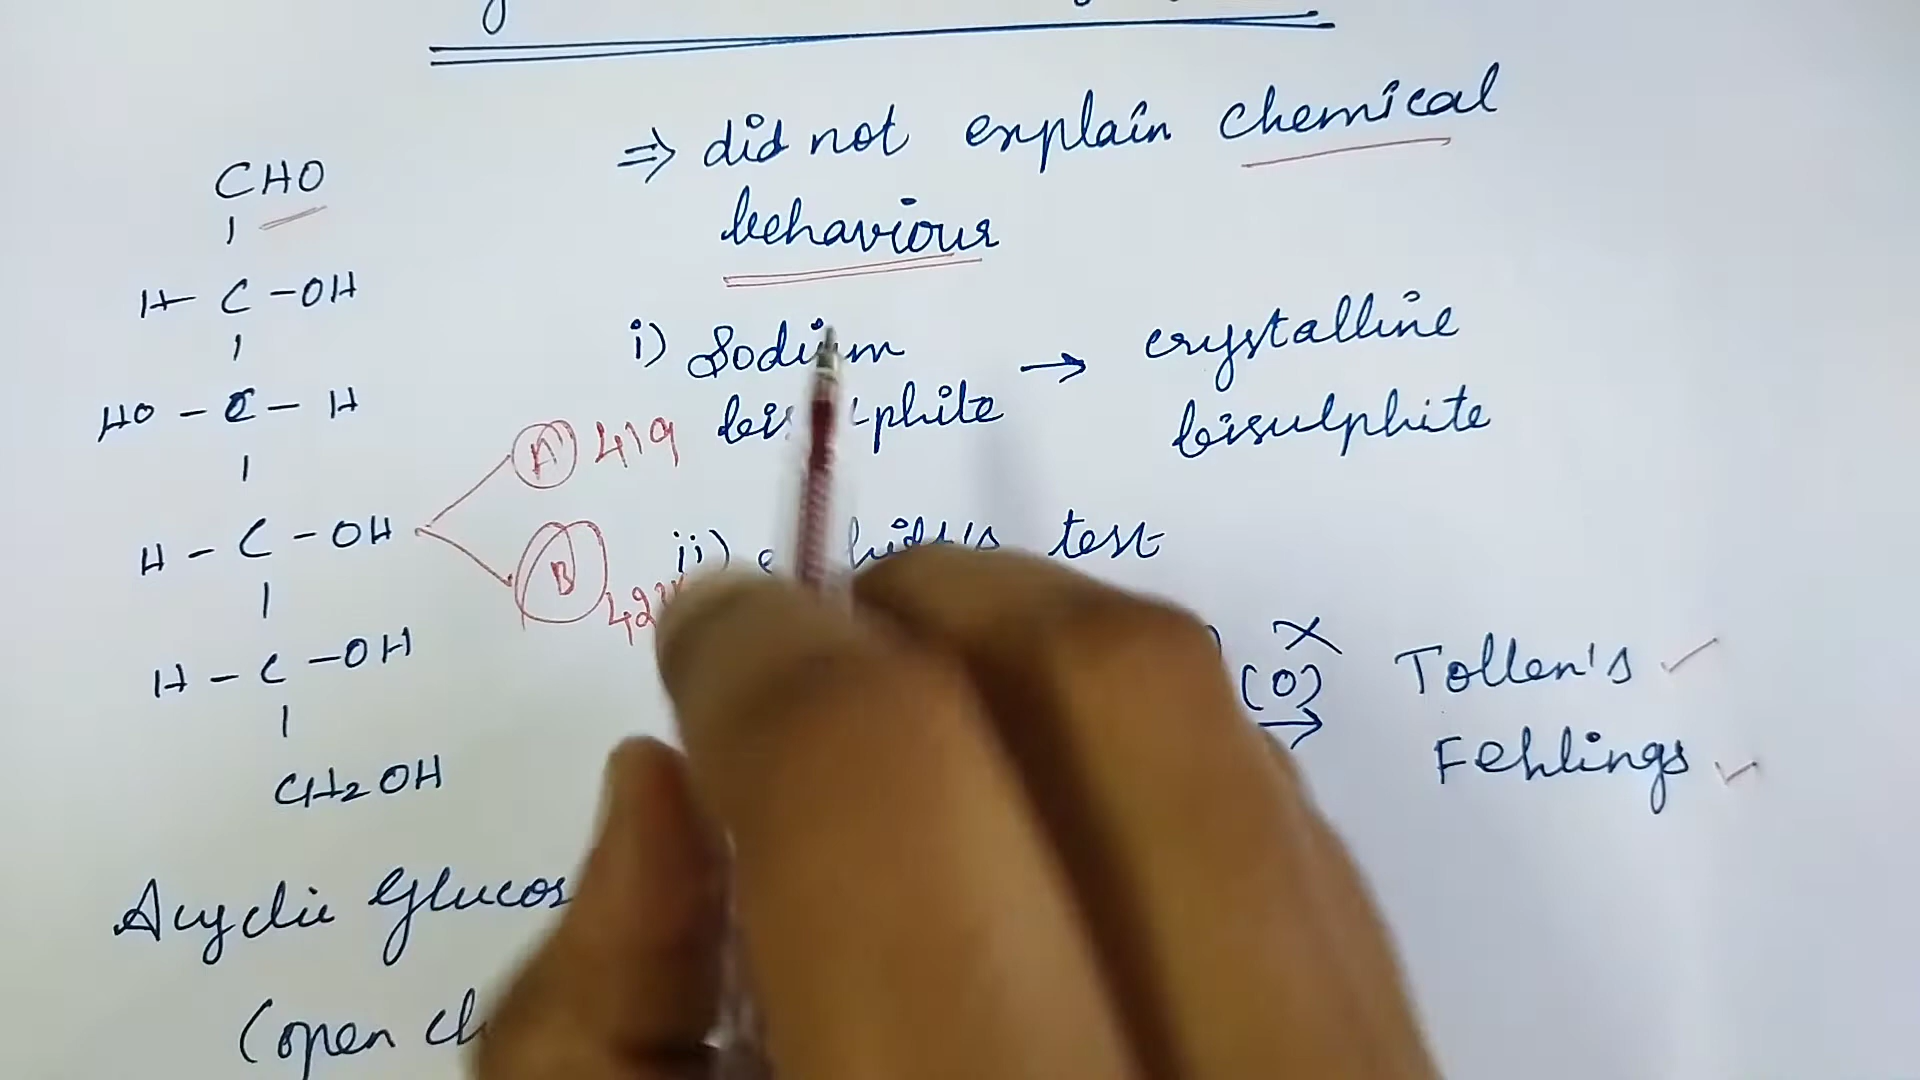 ⇒ did not explain chemical
behaviour
CHO
H – C – OH
HO – C – H
H – C – OH
H – C – OH
CH₂OH
A 419
B
i) Sodium → crystalline
bisulphite
ii) test
X
(O)
→
Tollen's ✓
Fehlings ✓
Acyclic
(open